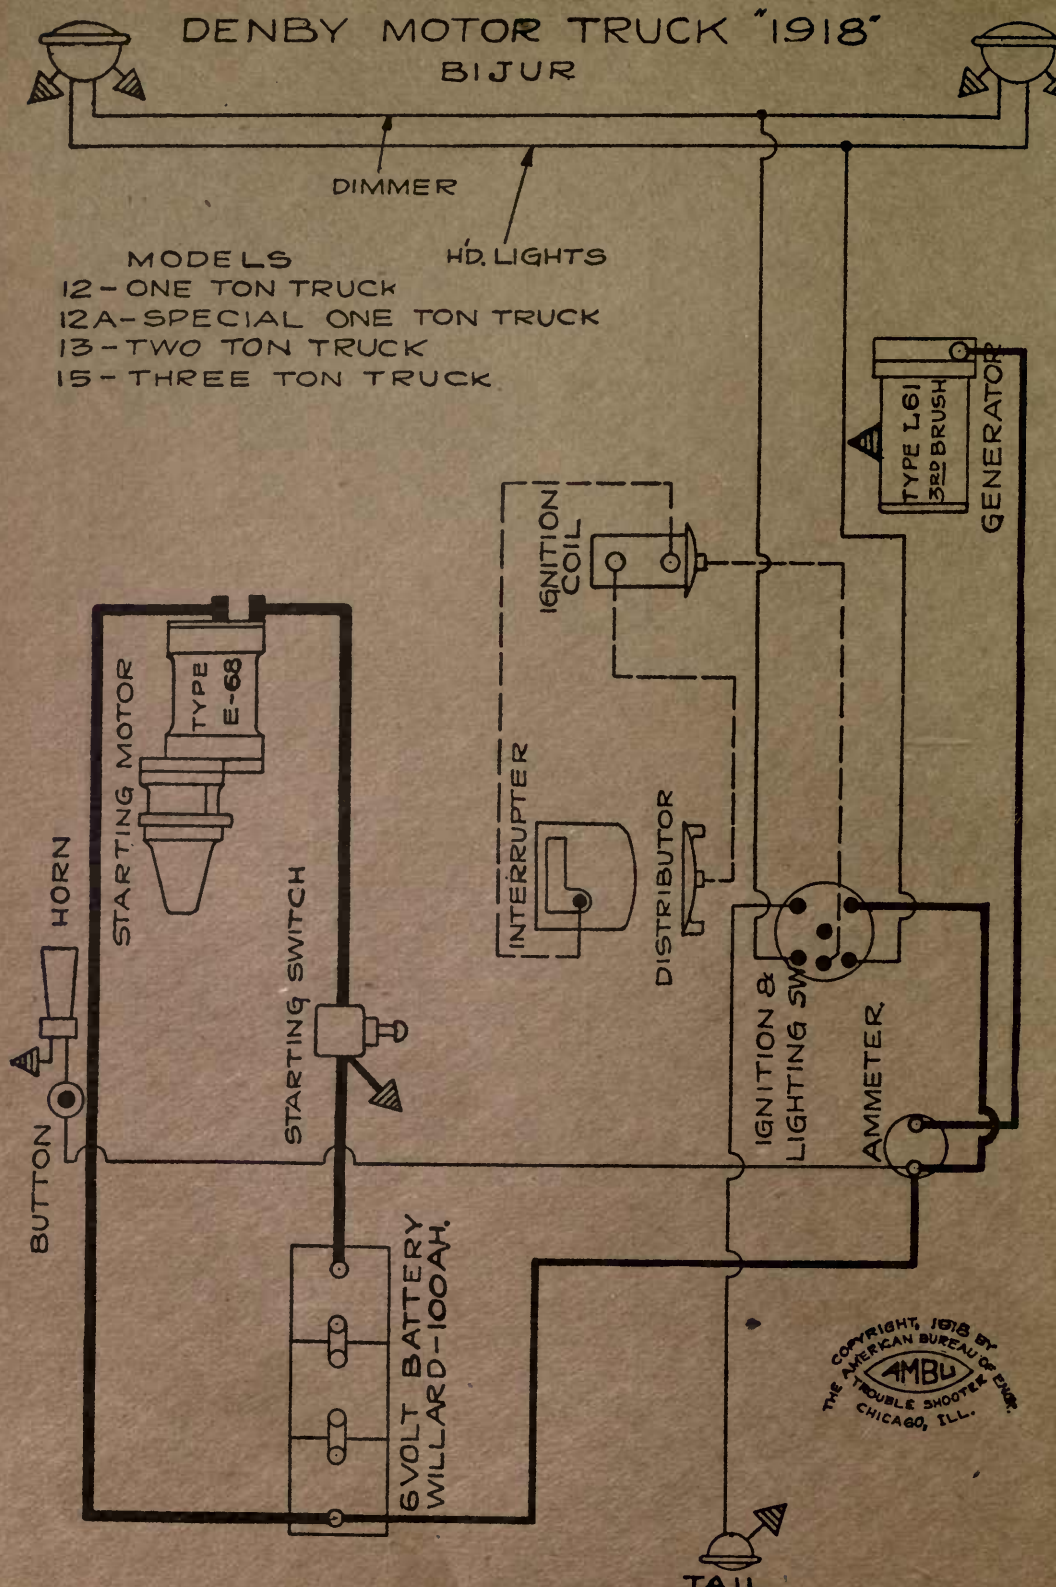 DENBY MOTOR TRUCK "1918"
BIJUR
DIMMER
H'D. LIGHTS
MODELS
12-ONE TON TRUCK
12A-SPECIAL ONE TON TRUCK
13-TWO TON TRUCK
15-THREE TON TRUCK
TYPE L61
3RD BRUSH
GENERATOR
IGNITION
COIL
STARTING MOTOR
TYPE
E-68
INTERRUPTER
DISTRIBUTOR
HORN
STARTING SWITCH
IGNITION &
LIGHTING SW
AMMETER.
BUTTON
6 VOLT BATTERY
WILLARD-100AH.
COPYRIGHT, 1918 BY
THE AMERICAN BUREAU OF ENGR.
AMBU
TROUBLE SHOOTER
CHICAGO, ILL.
TAIL